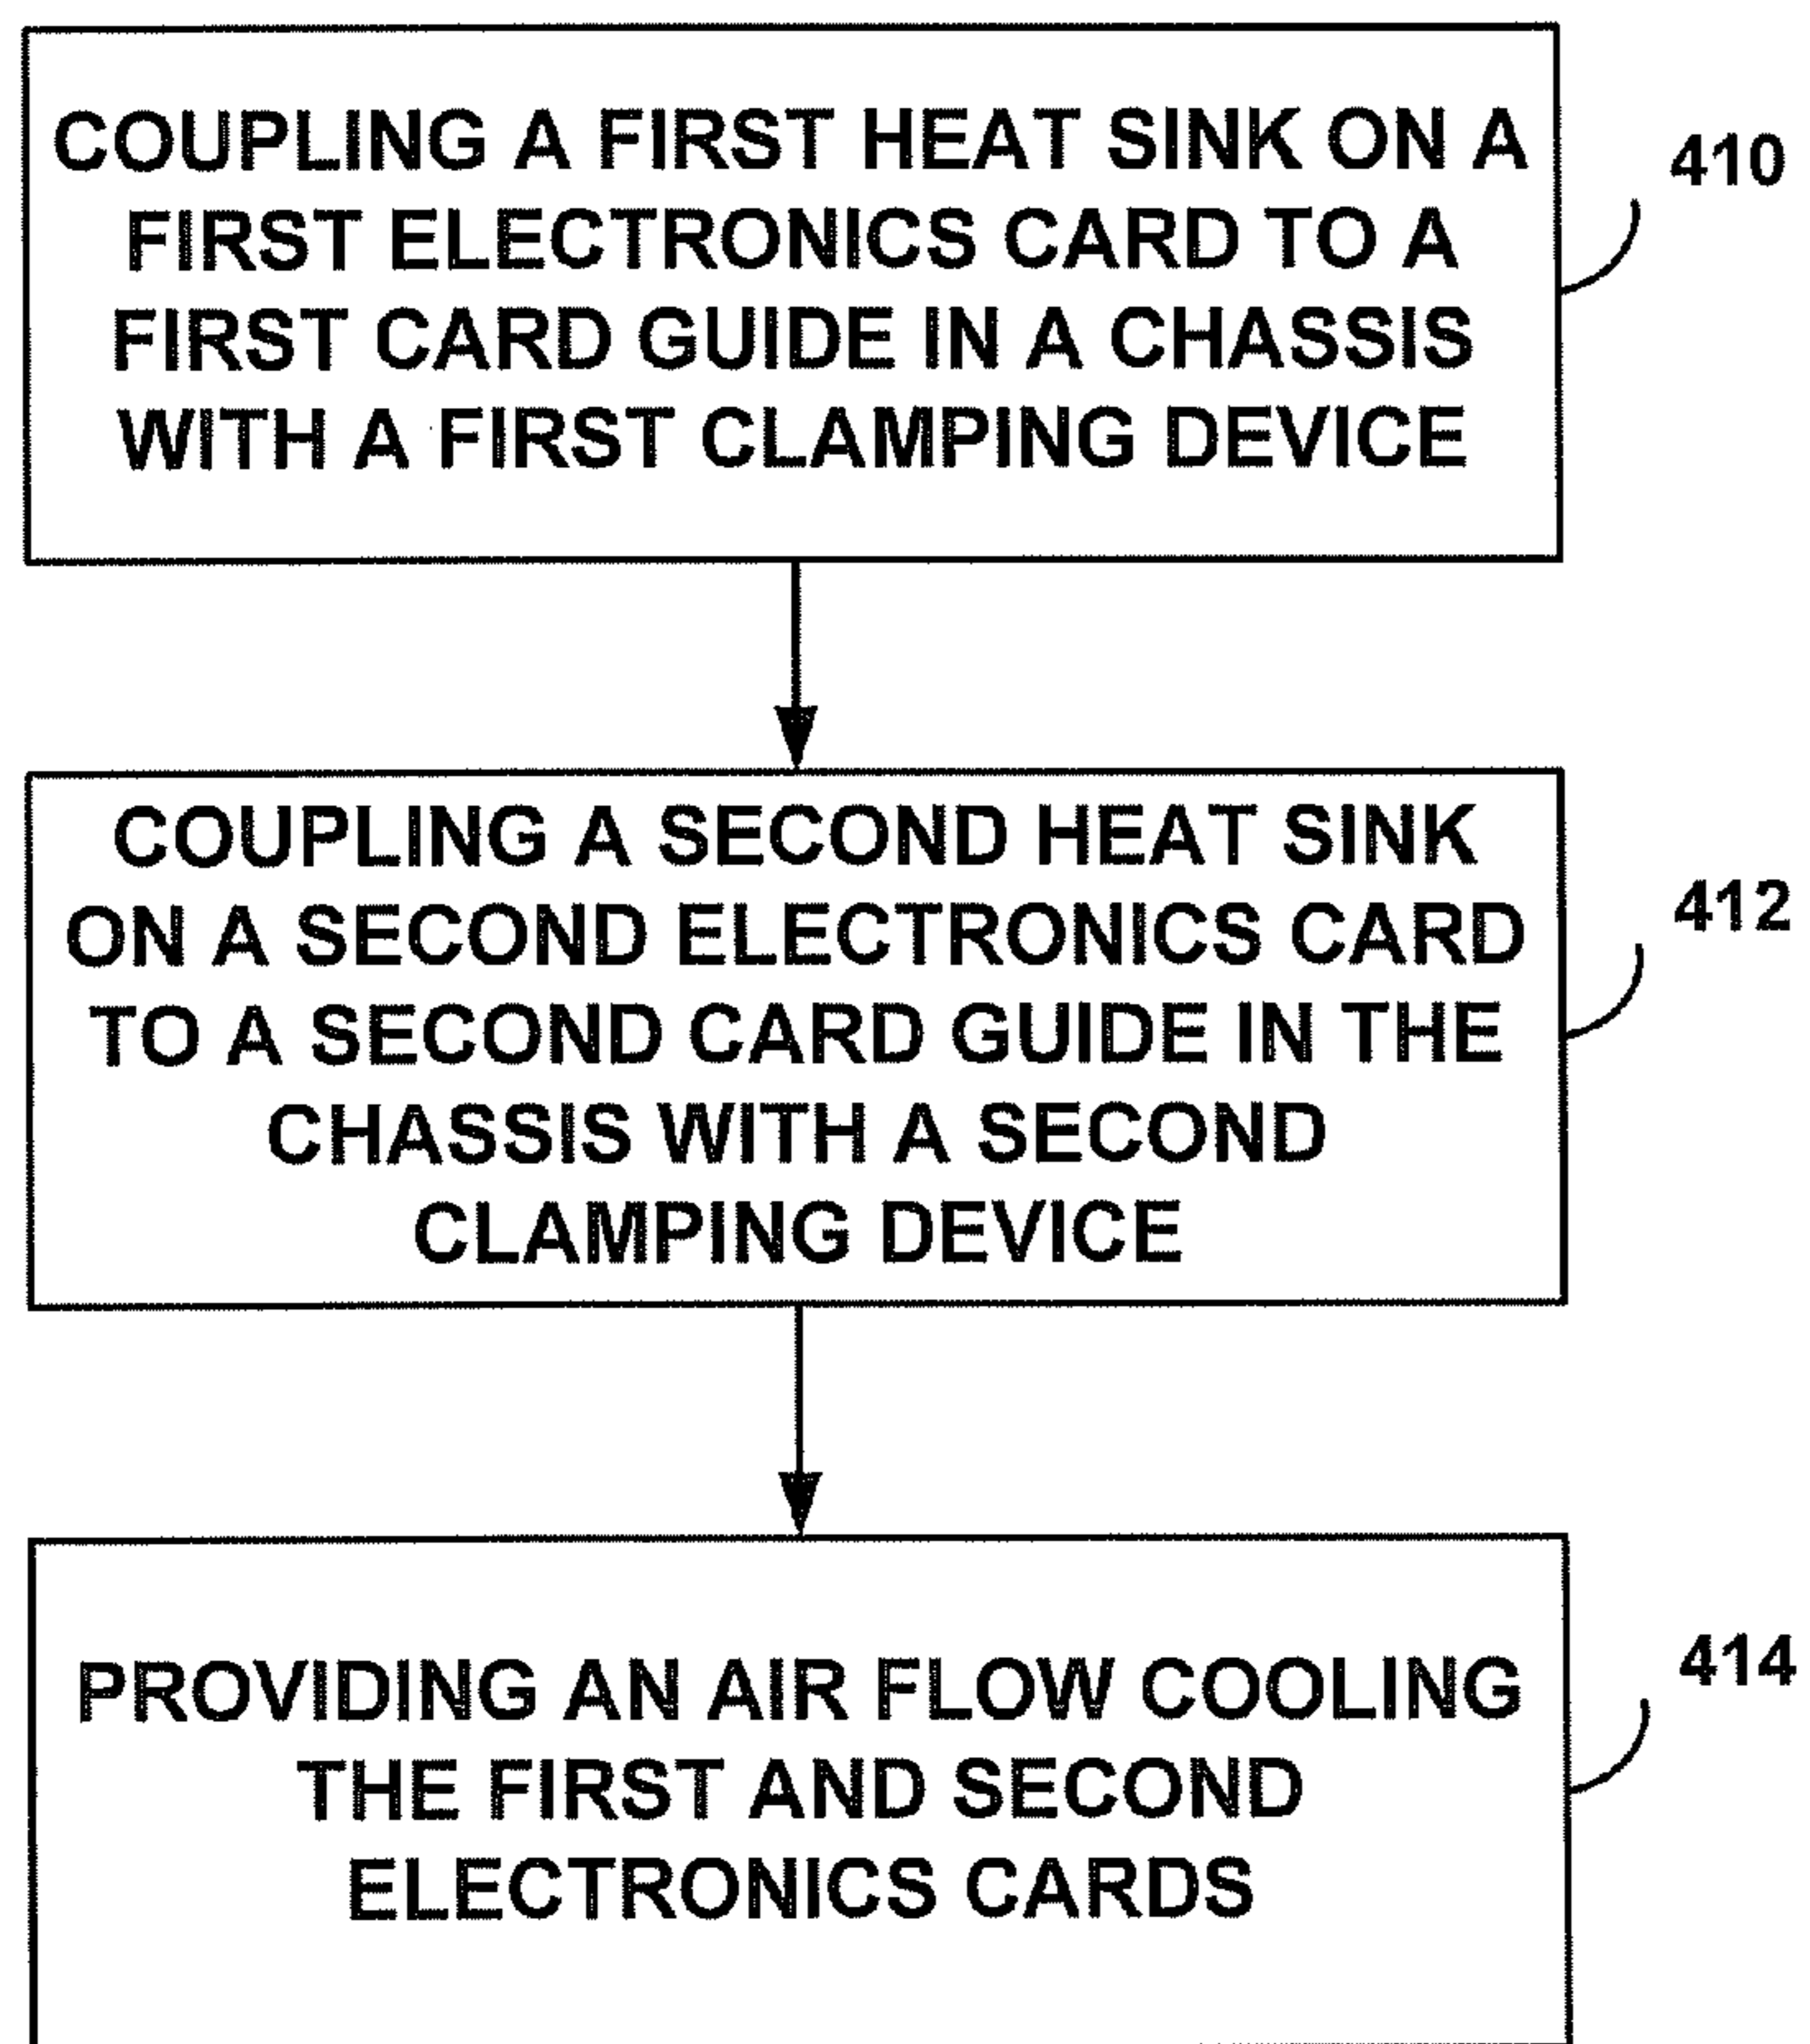 COUPLING A FIRST HEAT SINK ON A
FIRST ELECTRONICS CARD TO A
FIRST CARD GUIDE IN A CHASSIS
WITH A FIRST CLAMPING DEVICE
410
COUPLING A SECOND HEAT SINK
ON A SECOND ELECTRONICS CARD
TO A SECOND CARD GUIDE IN THE
CHASSIS WITH A SECOND
CLAMPING DEVICE
412
PROVIDING AN AIR FLOW COOLING
THE FIRST AND SECOND
ELECTRONICS CARDS
414